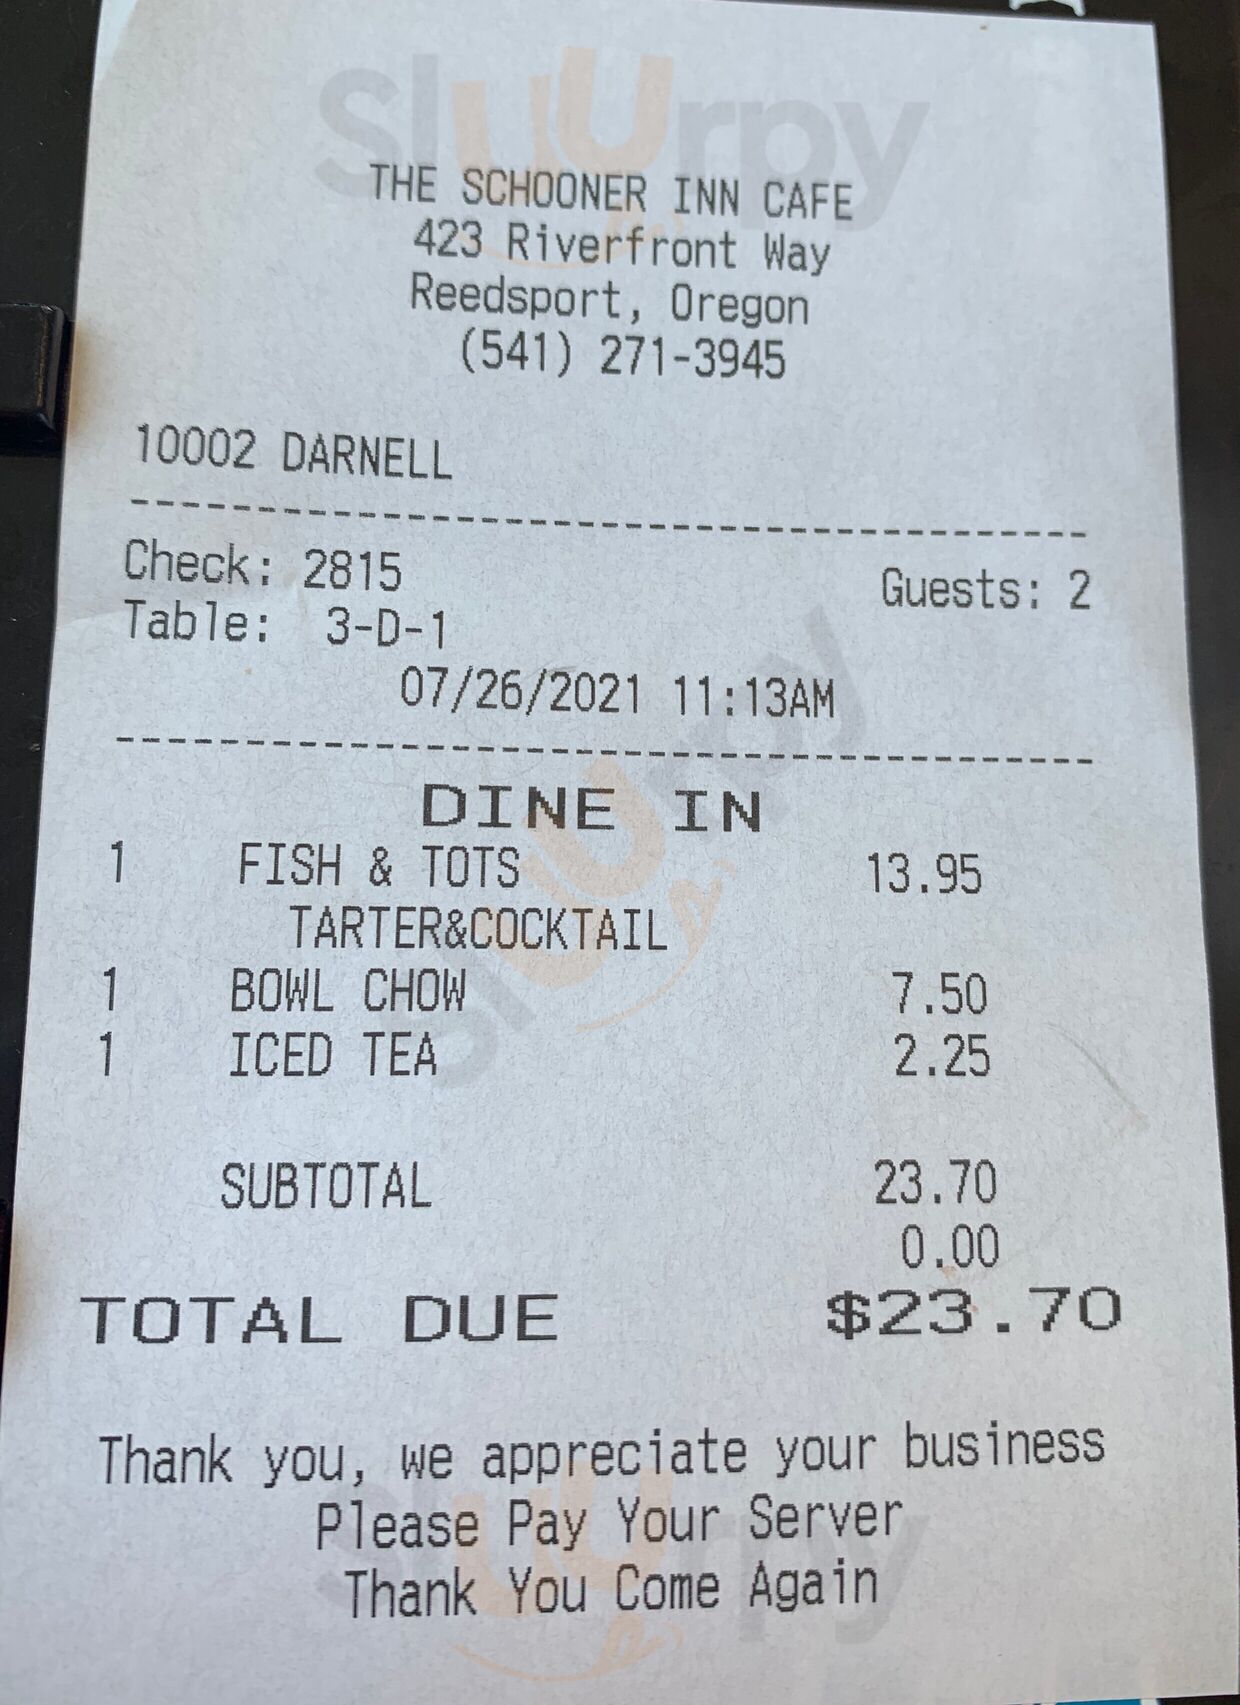 Sluurpy
THE SCHOONER INN CAFE
423 Riverfront Way
Reedsport, Oregon
(541) 271-3945
10002 DARNELL
Check: 2815 Guests: 2
Table: 3-D-1
07/26/2021 11:13AM
DINE IN
1 FISH & TOTS 13.95
TARTER&COCKTAIL
1 BOWL CHOW 7.50
1 ICED TEA 2.25
Sluurpy
SUBTOTAL 23.70
0.00
TOTAL DUE $23.70
Thank you, we appreciate your business
Please Pay Your Server
Thank You Come Again
Sluurpy